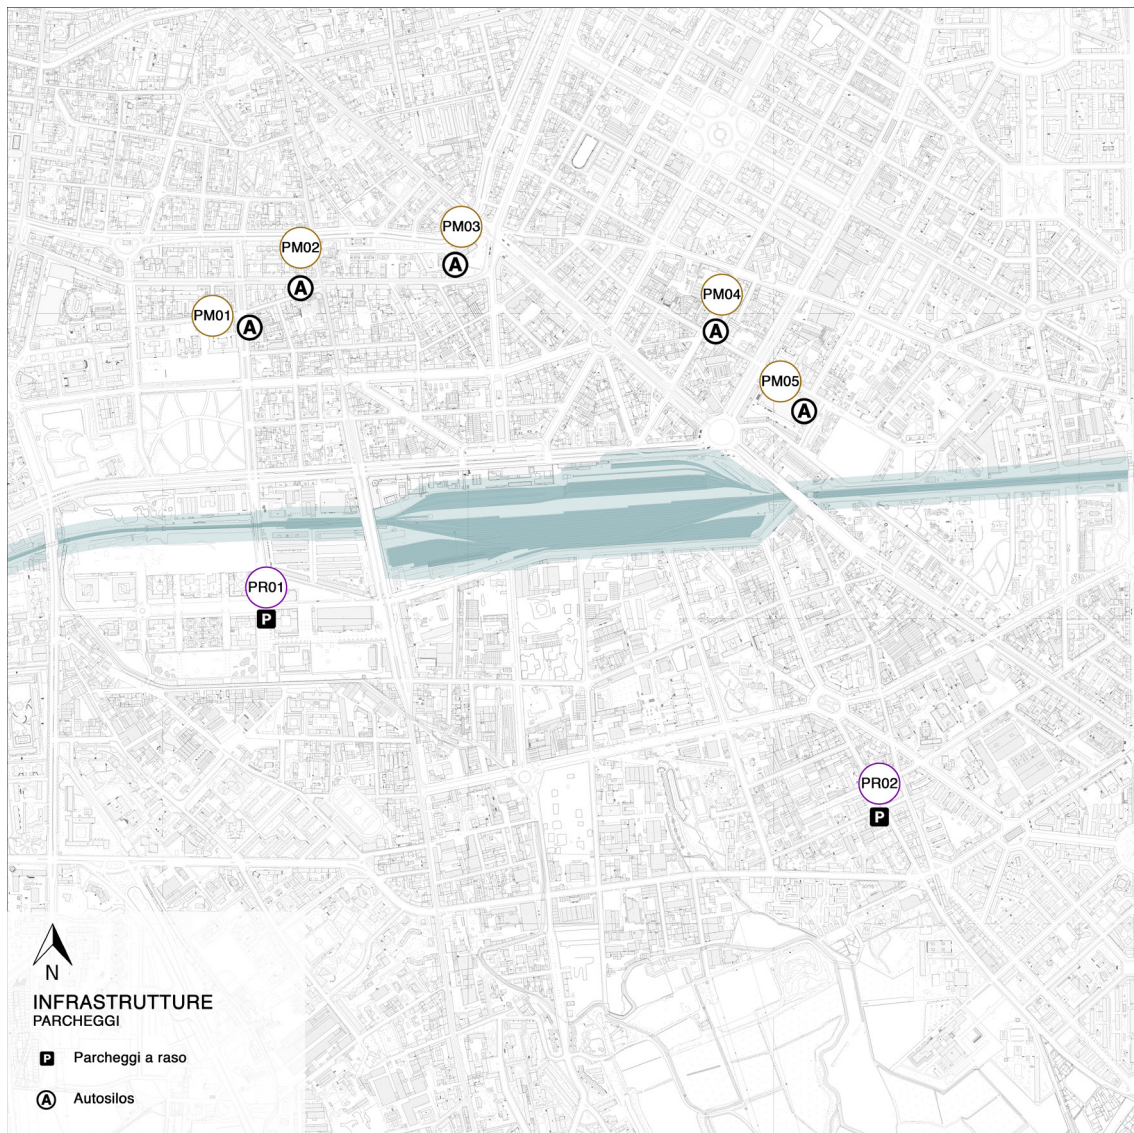 PM03
PM02
A
A
PM04
PM01
A
A
PM05
A
PR01
P
PR02
P
N
INFRASTRUTTURE
PARCHEGGI
P Parcheggi a raso
A Autosilos